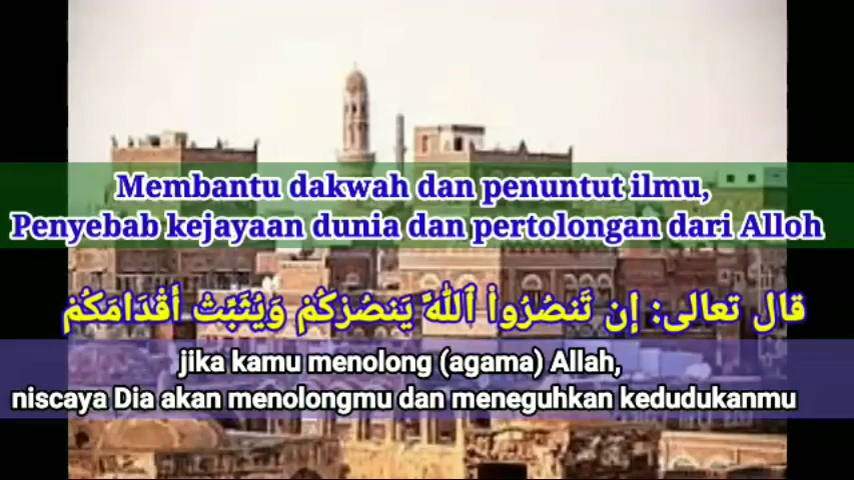 Membantu dakwah dan penuntut ilmu,
Penyebab kejayaan dunia dan pertolongan dari Alloh
قال تعالى: إن تَنصُرُوا۟ ٱللَّهَ يَنصُرْكُمْ وَيُثَبِّتْ أَقْدَامَكُمْ
jika kamu menolong (agama) Allah,
niscaya Dia akan menolongmu dan meneguhkan kedudukanmu